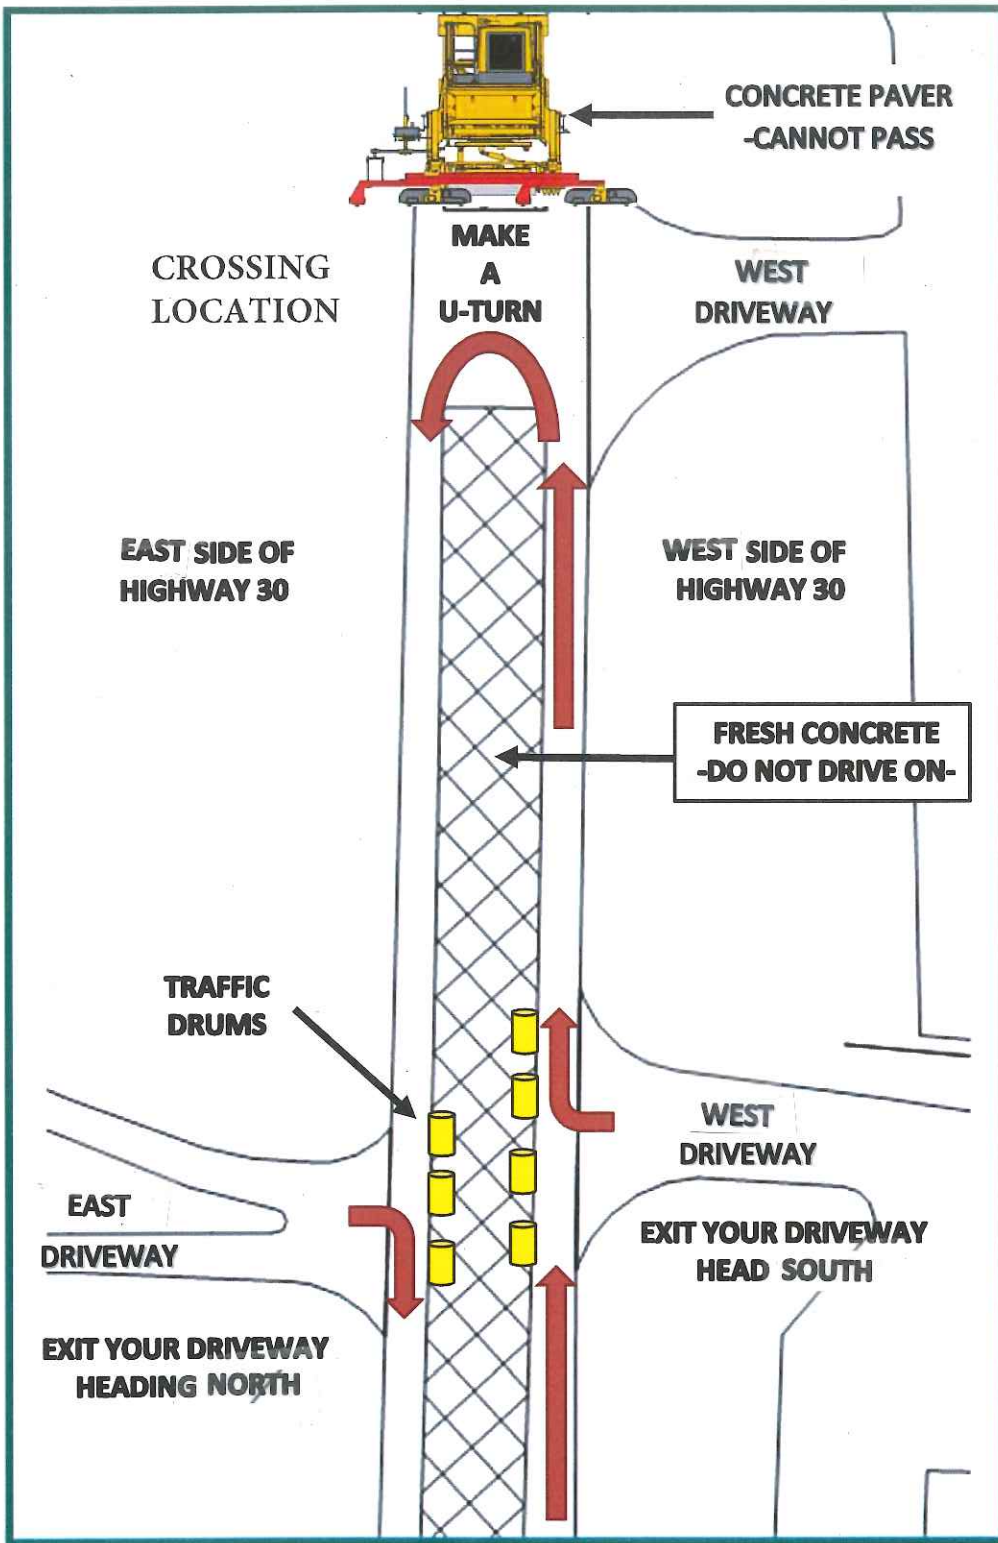 CONCRETE PAVER
-CANNOT PASS
MAKE
A
U-TURN
CROSSING
LOCATION
WEST
DRIVEWAY
EAST SIDE OF
HIGHWAY 30
WEST SIDE OF
HIGHWAY 30
FRESH CONCRETE
-DO NOT DRIVE ON-
TRAFFIC
DRUMS
WEST
DRIVEWAY
EAST
DRIVEWAY
EXIT YOUR DRIVEWAY
HEAD SOUTH
EXIT YOUR DRIVEWAY
HEADING NORTH